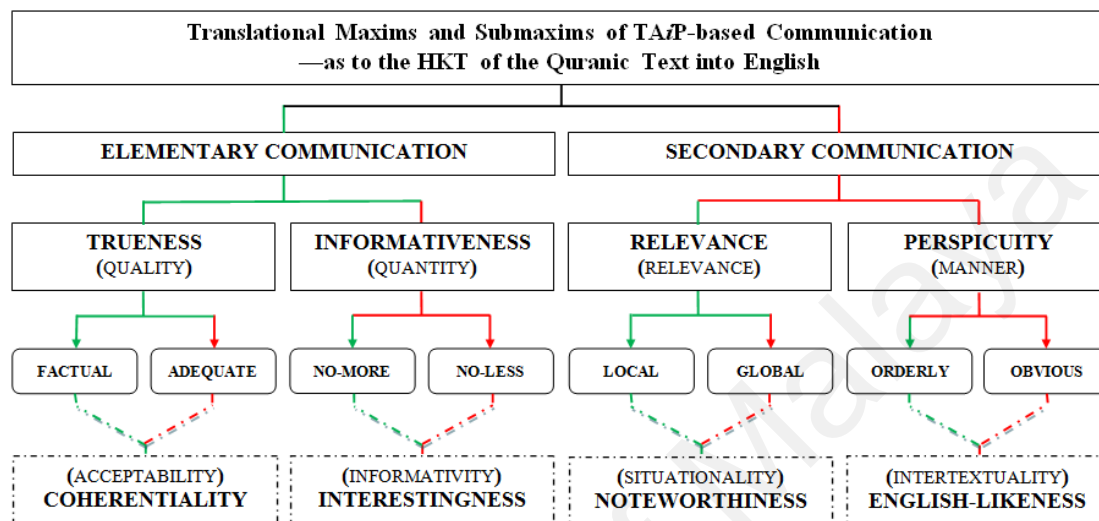 Translational Maxims and Submaxims of TAiP-based Communication
—as to the HKT of the Quranic Text into English
ELEMENTARY COMMUNICATION
SECONDARY COMMUNICATION
TRUENESS
(QUALITY)
INFORMATIVENESS
(QUANTITY)
RELEVANCE
(RELEVANCE)
PERSPICUITY
(MANNER)
FACTUAL
ADEQUATE
NO-MORE
NO-LESS
LOCAL
GLOBAL
ORDERLY
OBVIOUS
(ACCEPTABILITY)
COHERENTIALITY
(INFORMATIVITY)
INTERESTINGNESS
(SITUATIONALITY)
NOTEWORTHINESS
(INTERTEXTUALITY)
ENGLISH-LIKENESS
Malaya